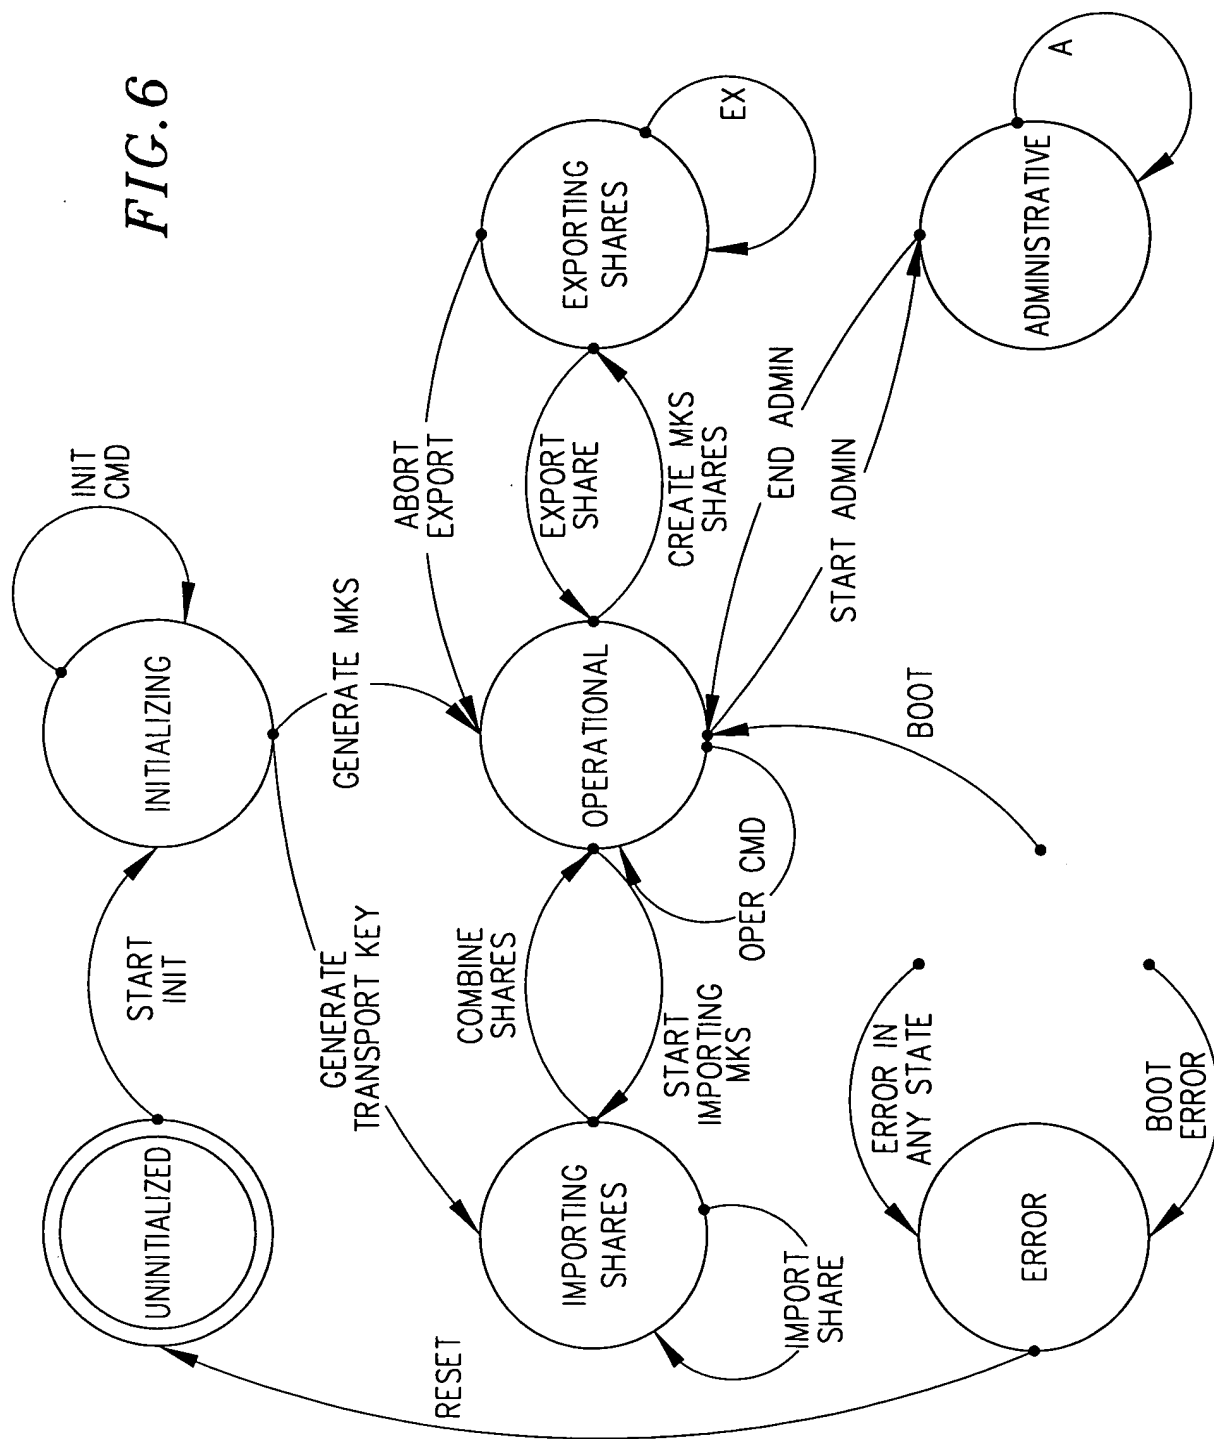 FIG.6
UNINITIALIZED
START
INIT
INITIALIZING
INIT
CMD
RESET
GENERATE
TRANSPORT KEY
GENERATE MKS
ABORT
EXPORT
IMPORTING
SHARES
COMBINE
SHARES
START
IMPORTING
MKS
OPERATIONAL
EXPORT
SHARE
CREATE MKS
SHARES
EXPORTING
SHARES
EX
IMPORT
SHARE
OPER CMD
END ADMIN
START ADMIN
BOOT
ERROR
ERROR IN
ANY STATE
BOOT
ERROR
ADMINISTRATIVE
A